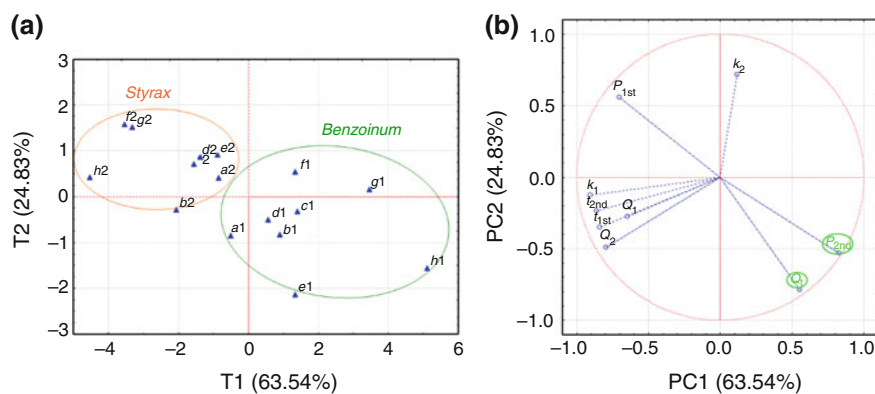 (a)
3
2
1
0
−1
−2
−3
T2 (24.83%)
Styrax
Benzoinum
f2 g2
d2 e2
2
h2
a2
b2
f1
g1
d1 c1
a1
b1
h1
e1
−4 −2 0 2 4 6
T1 (63.54%)
(b)
1.0
0.5
0.0
−0.5
−1.0
PC2 (24.83%)
k2
P1st
k1
t2nd
t1st
Q1
Q2
P2nd
−1.0 −0.5 0.0 0.5 1.0
PC1 (63.54%)